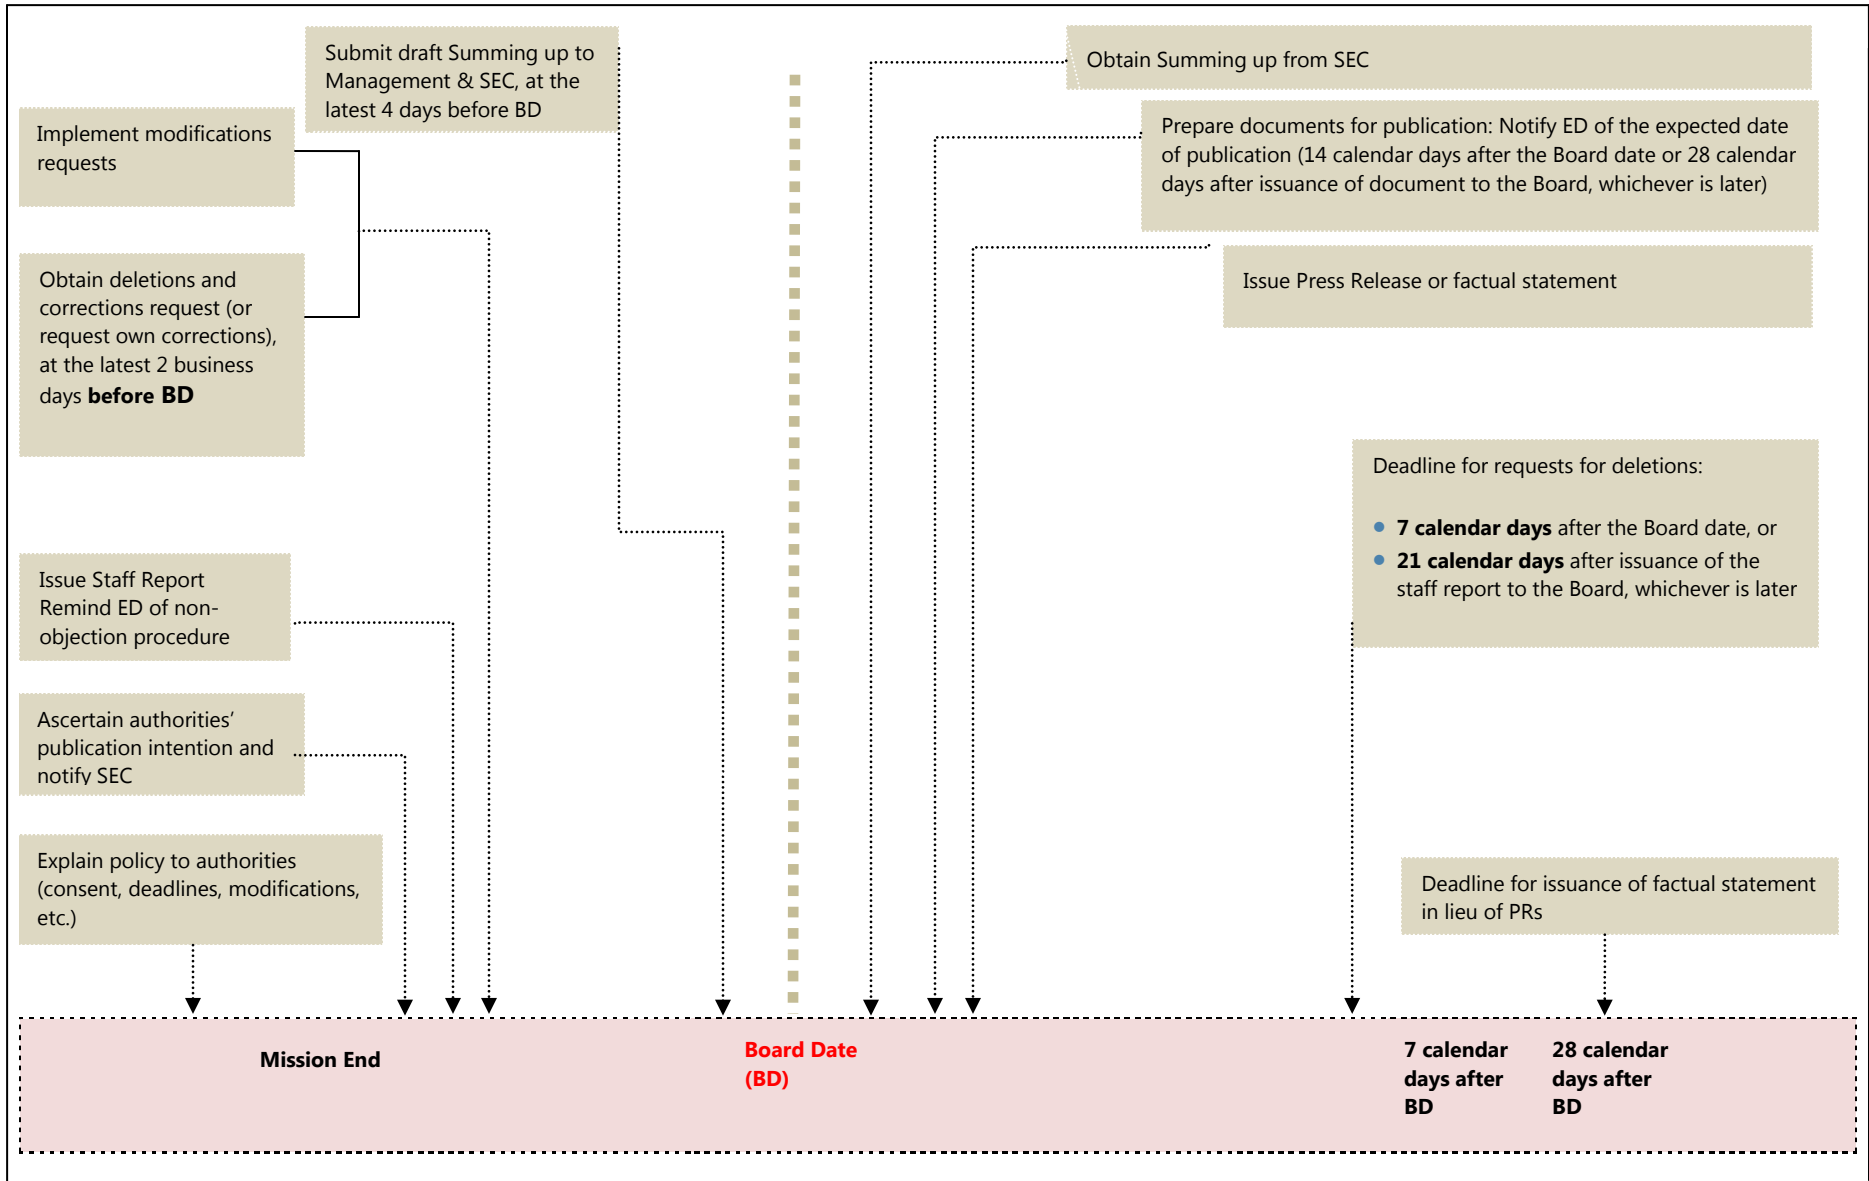 Submit draft Summing up to
Management & SEC, at the
latest 4 days before BD
Implement modifications
requests
Obtain deletions and
corrections request (or
request own corrections),
at the latest 2 business
days before BD
Issue Staff Report
Remind ED of non-
objection procedure
Ascertain authorities’
publication intention and
notify SEC
Explain policy to authorities
(consent, deadlines, modifications,
etc.)
Obtain Summing up from SEC
Prepare documents for publication: Notify ED of the expected date
of publication (14 calendar days after the Board date or 28 calendar
days after issuance of document to the Board, whichever is later)
Issue Press Release or factual statement
Deadline for requests for deletions:
• 7 calendar days after the Board date, or
• 21 calendar days after issuance of the
staff report to the Board, whichever is later
Deadline for issuance of factual statement
in lieu of PRs
Mission End
Board Date
(BD)
7 calendar
days after
BD
28 calendar
days after
BD